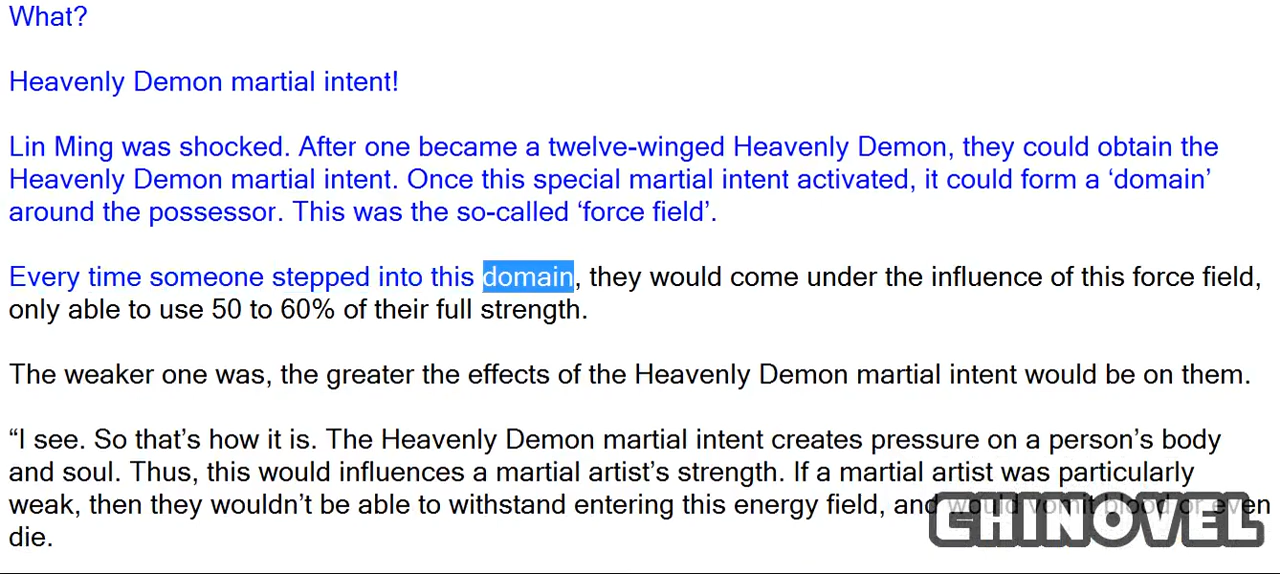 What?
Heavenly Demon martial intent!
Lin Ming was shocked. After one became a twelve-winged Heavenly Demon, they could obtain the
Heavenly Demon martial intent. Once this special martial intent activated, it could form a ‘domain’
around the possessor. This was the so-called ‘force field’.
Every time someone stepped into this domain, they would come under the influence of this force field,
only able to use 50 to 60% of their full strength.
The weaker one was, the greater the effects of the Heavenly Demon martial intent would be on them.
“I see. So that’s how it is. The Heavenly Demon martial intent creates pressure on a person’s body
and soul. Thus, this would influences a martial artist’s strength. If a martial artist was particularly
weak, then they wouldn’t be able to withstand entering this energy field, and would vomit blood or even
die.
CHINOVEL